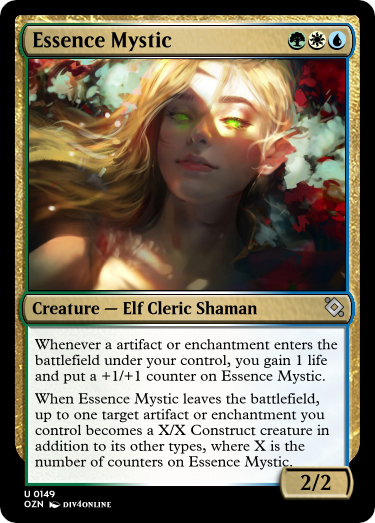 Essence Mystic
Creature — Elf Cleric Shaman
Whenever a artifact or enchantment enters the
battlefield under your control, you gain 1 life
and put a +1/+1 counter on Essence Mystic.
When Essence Mystic leaves the battlefield,
up to one target artifact or enchantment you
control becomes a X/X Construct creature in
addition to its other types, where X is the
number of counters on Essence Mystic.
2/2
U 0149
OZN DIV4ONLINE